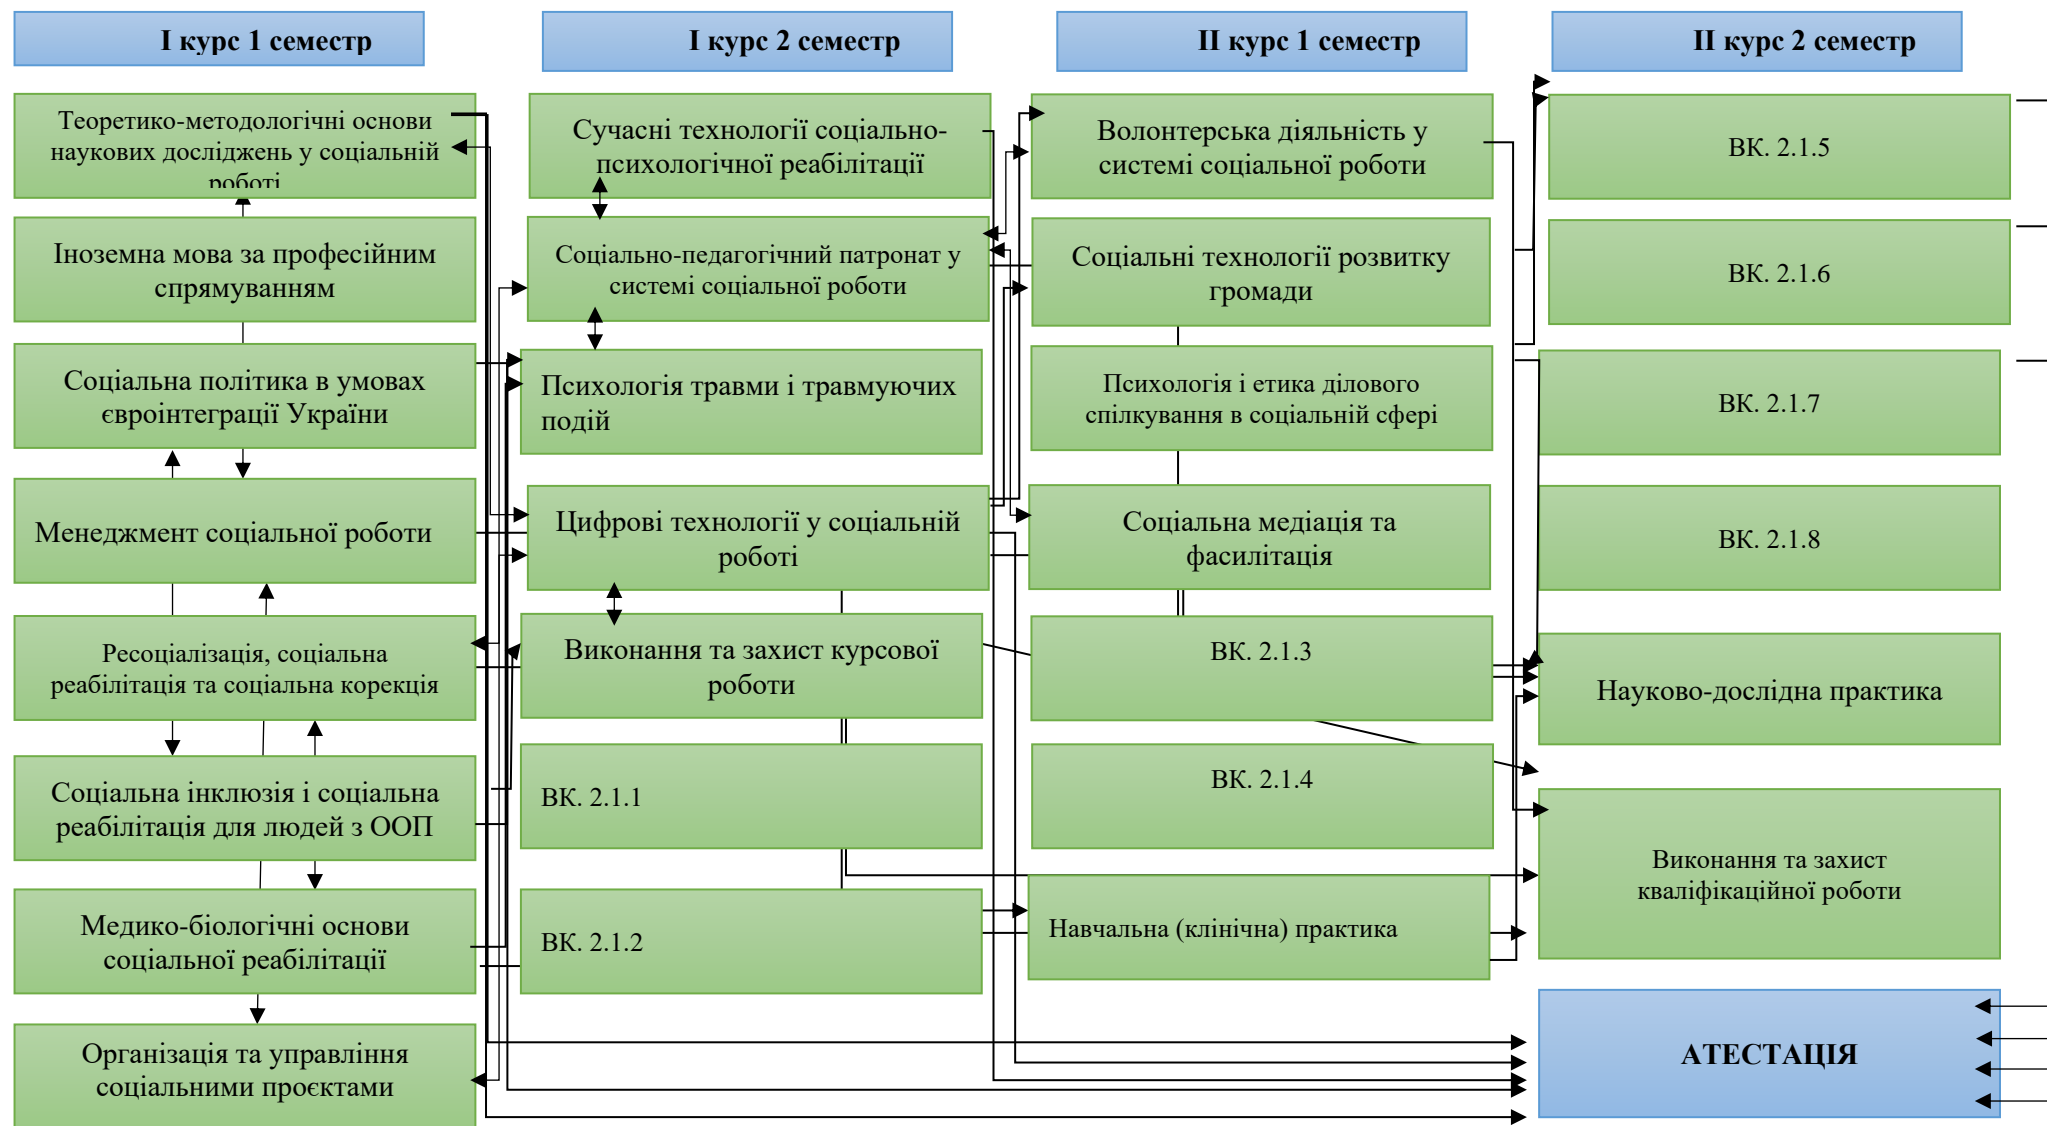 І курс 1 семестр
Теоретико-методологічні основи
наукових досліджень у соціальній
роботі
Іноземна мова за професійним
спрямуванням
Соціальна політика в умовах
євроінтеграції України
Менеджмент соціальної роботи
Ресоціалізація, соціальна
реабілітація та соціальна корекція
Соціальна інклюзія і соціальна
реабілітація для людей з ООП
Медико-біологічні основи
соціальної реабілітації
Організація та управління
соціальними проєктами
І курс 2 семестр
Сучасні технології соціально-
психологічної реабілітації
Соціально-педагогічний патронат у
системі соціальної роботи
Психологія травми і травмуючих
подій
Цифрові технології у соціальній
роботі
Виконання та захист курсової
роботи
ВК. 2.1.1
ВК. 2.1.2
ІІ курс 1 семестр
Волонтерська діяльність у
системі соціальної роботи
Соціальні технології розвитку
громади
Психологія і етика ділового
спілкування в соціальній сфері
Соціальна медіація та
фасилітація
ВК. 2.1.3
ВК. 2.1.4
Навчальна (клінічна) практика
ІІ курс 2 семестр
ВК. 2.1.5
ВК. 2.1.6
ВК. 2.1.7
ВК. 2.1.8
Науково-дослідна практика
Виконання та захист
кваліфікаційної роботи
АТЕСТАЦІЯ